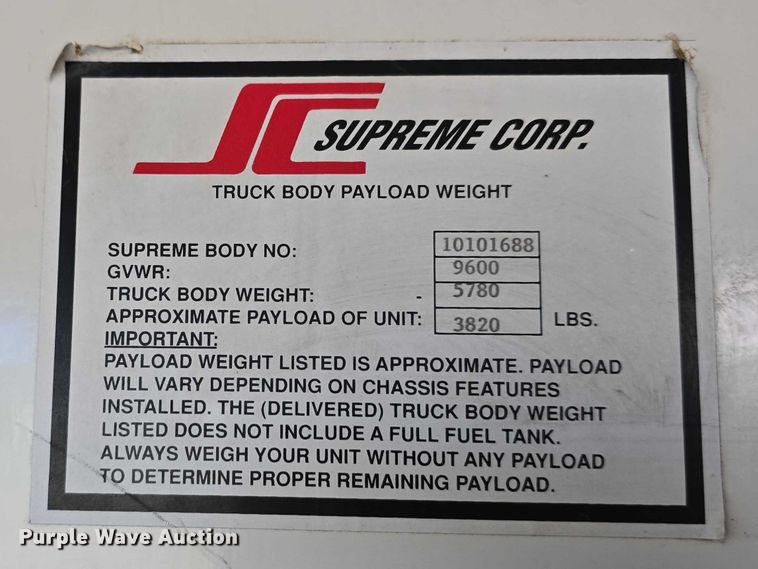 SC SUPREME CORP.
TRUCK BODY PAYLOAD WEIGHT
SUPREME BODY NO: 10101688
GVWR: 9600
TRUCK BODY WEIGHT: - 5780
APPROXIMATE PAYLOAD OF UNIT: 3820 LBS.
IMPORTANT:
PAYLOAD WEIGHT LISTED IS APPROXIMATE. PAYLOAD
WILL VARY DEPENDING ON CHASSIS FEATURES
INSTALLED. THE (DELIVERED) TRUCK BODY WEIGHT
LISTED DOES NOT INCLUDE A FULL FUEL TANK.
ALWAYS WEIGH YOUR UNIT WITHOUT ANY PAYLOAD
TO DETERMINE PROPER REMAINING PAYLOAD.
Purple Wave Auction